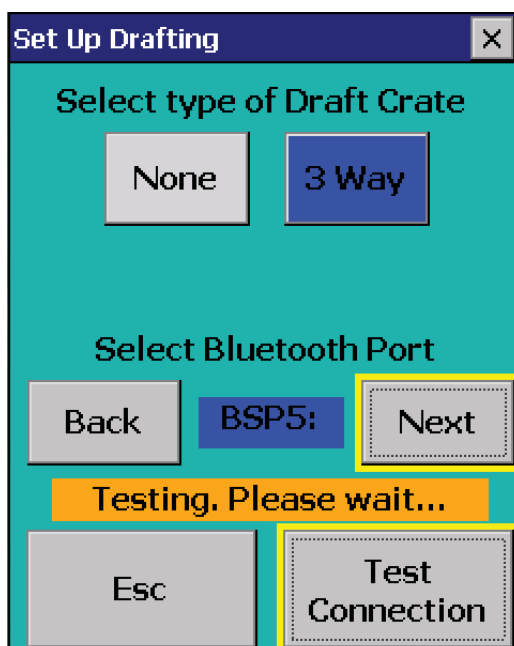 Set Up Drafting
Select type of Draft Crate
None
3 Way
Select Bluetooth Port
Back
BSP5:
Next
Testing. Please wait...
Esc
Test
Connection